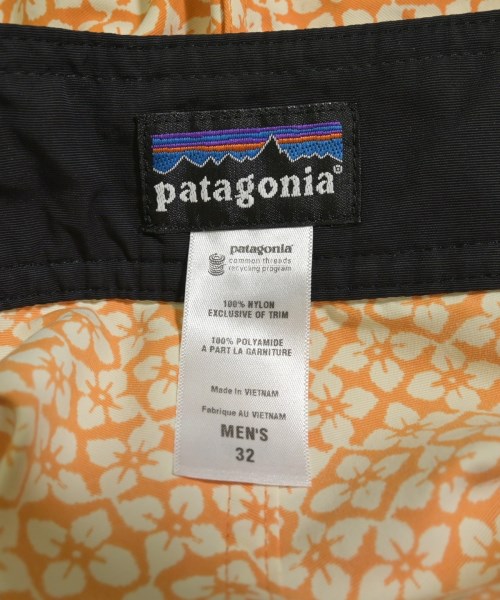 patagonia®
patagonia®
common threads
recycling program
100% NYLON
EXCLUSIVE OF TRIM
100% POLYAMIDE
A PART LA GARNITURE
Made in VIETNAM
Fabrique AU VIETNAM
MEN'S
32